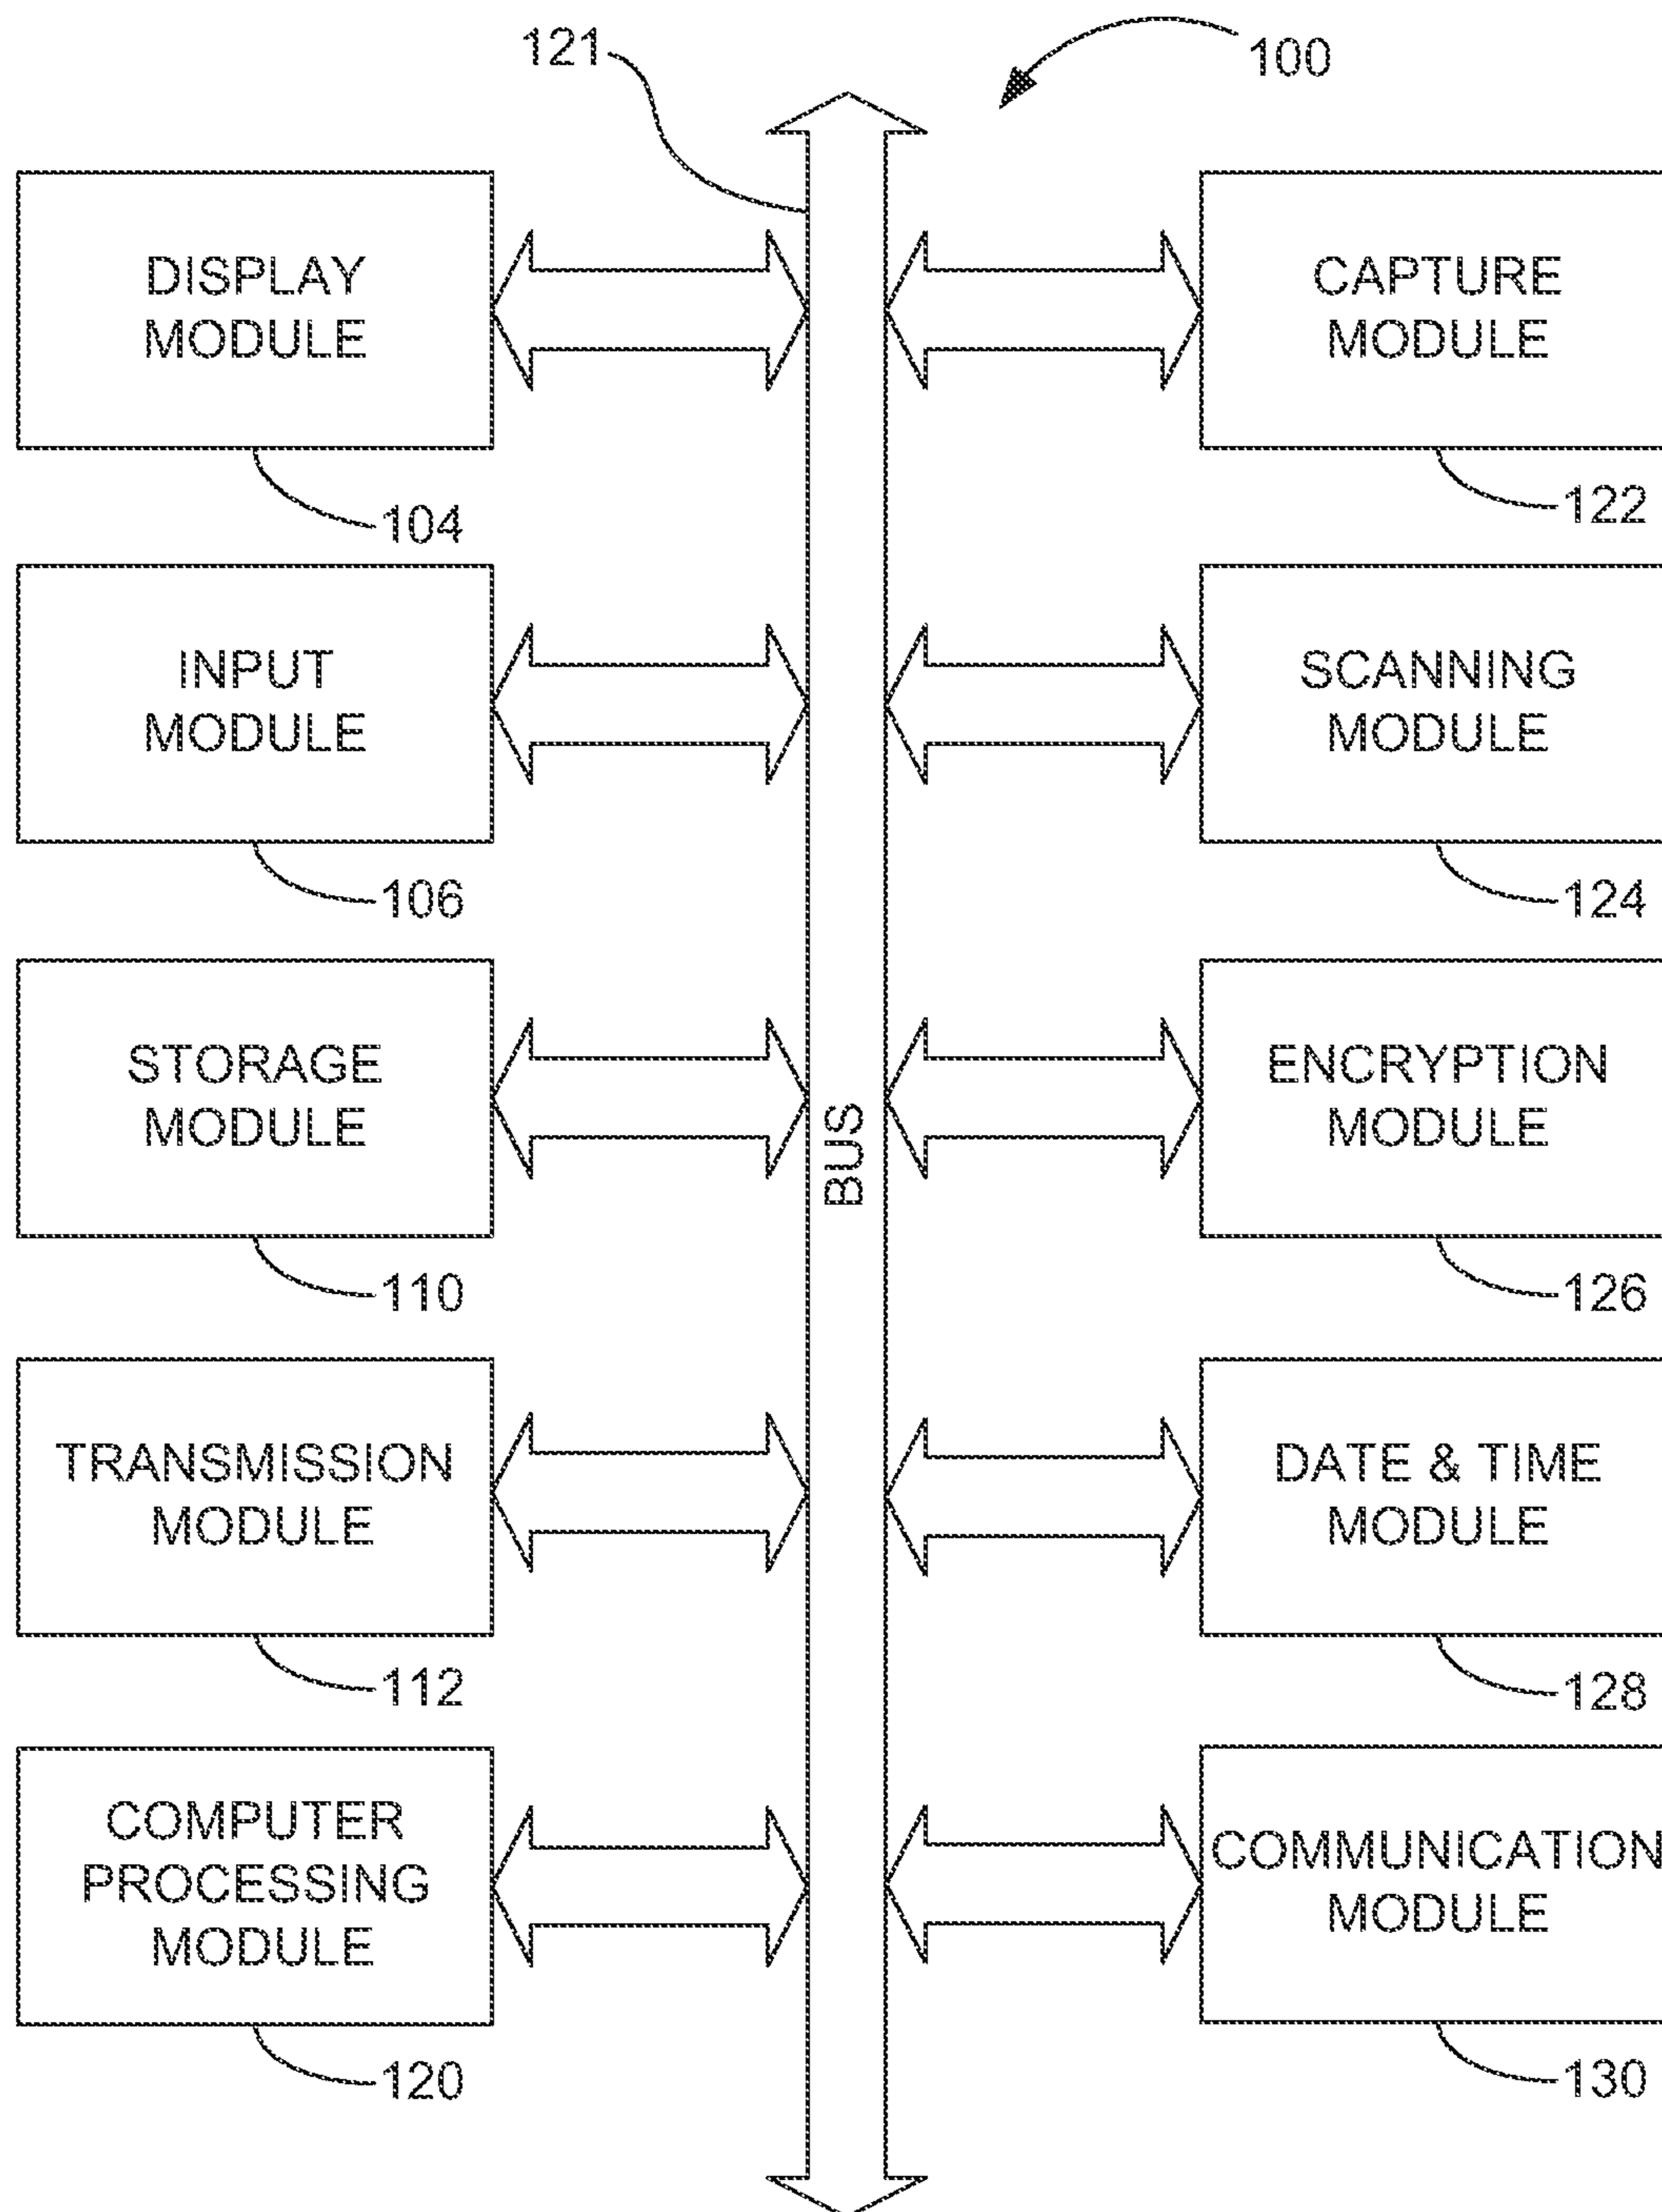 121
100
DISPLAY
MODULE
104
CAPTURE
MODULE
122
INPUT
MODULE
106
SCANNING
MODULE
124
STORAGE
MODULE
110
BUS
ENCRYPTION
MODULE
126
TRANSMISSION
MODULE
112
DATE & TIME
MODULE
128
COMPUTER
PROCESSING
MODULE
120
COMMUNICATION
MODULE
130